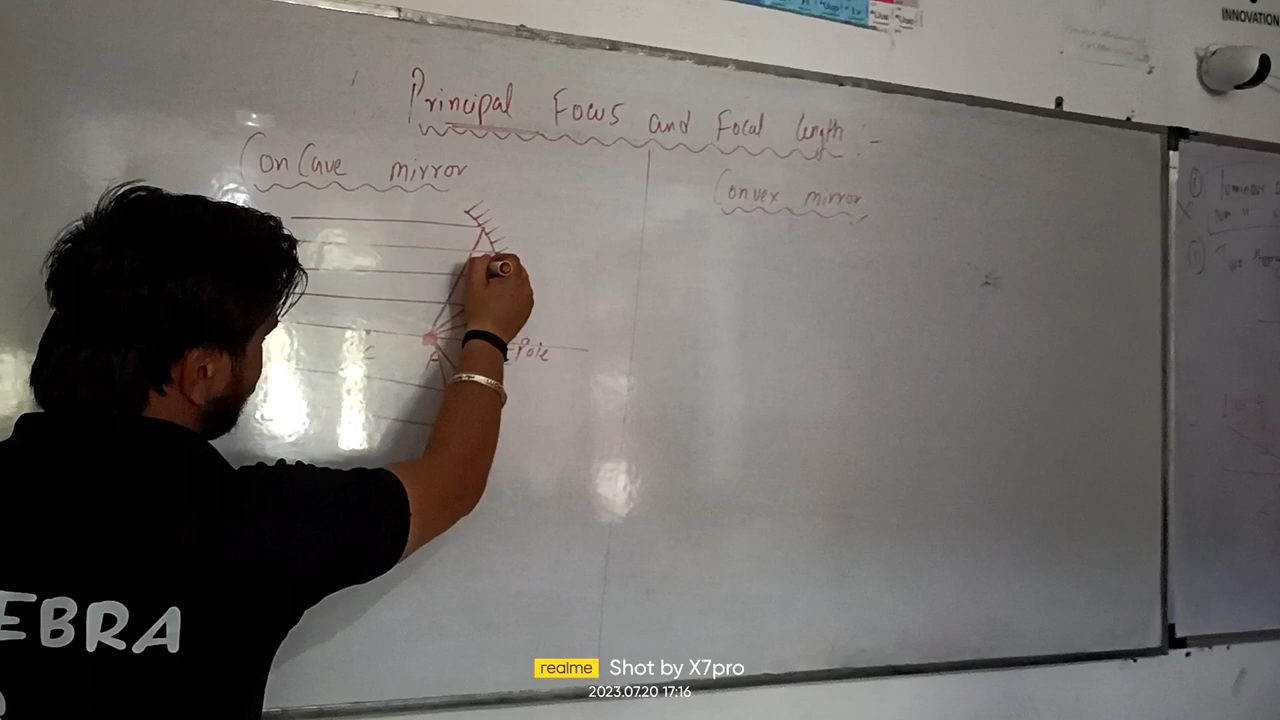 INNOVATION
Principal Focus and Focal length :-
Concave mirror
Convex mirror
Pole
EBRA
realme Shot by X7pro
2023.07.20 17:16